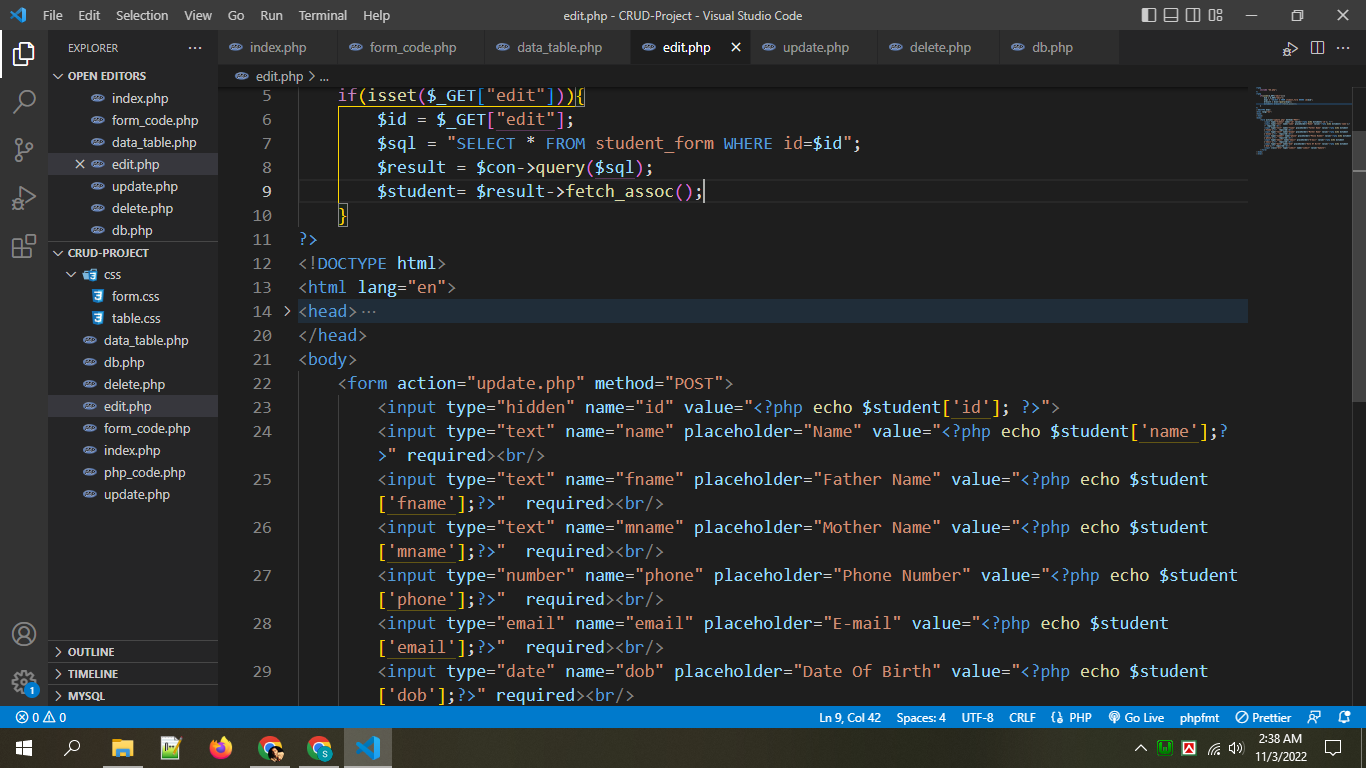 File Edit Selection View Go Run Terminal Help edit.php - CRUD-Project - Visual Studio Code
EXPLORER ···
index.php form_code.php data_table.php edit.php × update.php delete.php db.php
OPEN EDITORS
index.php
form_code.php
data_table.php
× edit.php
update.php
delete.php
db.php
CRUD-PROJECT
css
form.css
table.css
data_table.php
db.php
delete.php
edit.php
form_code.php
index.php
php_code.php
update.php
OUTLINE
TIMELINE
MYSQL
edit.php > ...
5 if(isset($_GET["edit"])){
6 $id = $_GET["edit"];
7 $sql = "SELECT * FROM student_form WHERE id=$id";
8 $result = $con->query($sql);
9 $student= $result->fetch_assoc();
10 }
11 ?>
12 <!DOCTYPE html>
13 <html lang="en">
14 <head> ···
20 </head>
21 <body>
22 <form action="update.php" method="POST">
23 <input type="hidden" name="id" value="<?php echo $student['id']; ?>">
24 <input type="text" name="name" placeholder="Name" value="<?php echo $student['name'];?
>" required><br/>
25 <input type="text" name="fname" placeholder="Father Name" value="<?php echo $student
['fname'];?>"  required><br/>
26 <input type="text" name="mname" placeholder="Mother Name" value="<?php echo $student
['mname'];?>"  required><br/>
27 <input type="number" name="phone" placeholder="Phone Number" value="<?php echo $student
['phone'];?>"  required><br/>
28 <input type="email" name="email" placeholder="E-mail" value="<?php echo $student
['email'];?>"  required><br/>
29 <input type="date" name="dob" placeholder="Date Of Birth" value="<?php echo $student
['dob'];?>" required><br/>
1
0 0 Ln 9, Col 42 Spaces: 4 UTF-8 CRLF PHP Go Live phpfmt Prettier
S
2:38 AM
11/3/2022